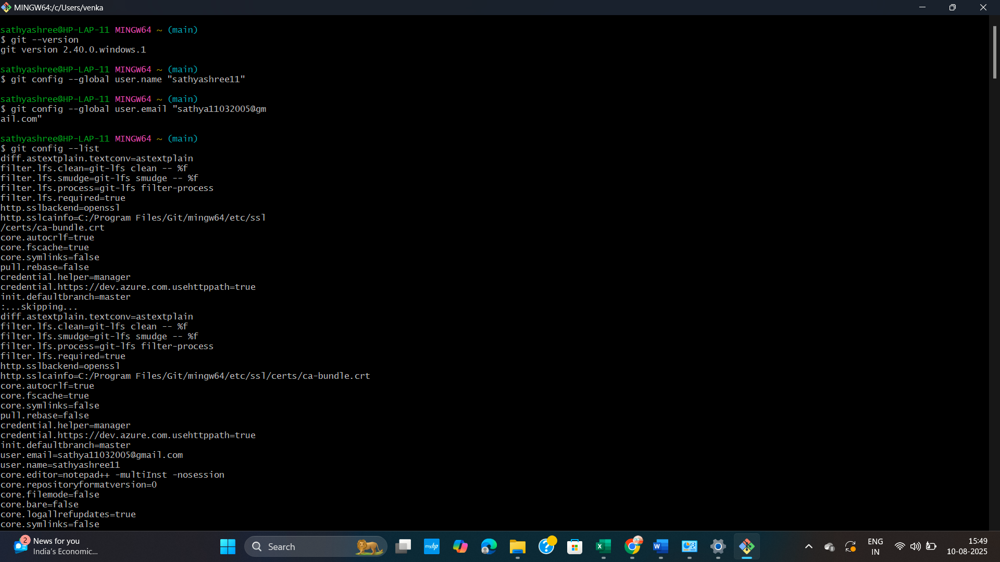 MINGW64:/c/Users/venka
sathyashree@HP-LAP-11 MINGW64 ~ (main)
$ git --version
git version 2.40.0.windows.1
sathyashree@HP-LAP-11 MINGW64 ~ (main)
$ git config --global user.name "sathyashree11"
sathyashree@HP-LAP-11 MINGW64 ~ (main)
$ git config --global user.email "sathya11032005@gm
ail.com"
sathyashree@HP-LAP-11 MINGW64 ~ (main)
$ git config --list
diff.astextplain.textconv=astextplain
filter.lfs.clean=git-lfs clean -- %f
filter.lfs.smudge=git-lfs smudge -- %f
filter.lfs.process=git-lfs filter-process
filter.lfs.required=true
http.sslbackend=openssl
http.sslcainfo=C:/Program Files/Git/mingw64/etc/ssl
/certs/ca-bundle.crt
core.autocrlf=true
core.fscache=true
core.symlinks=false
pull.rebase=false
credential.helper=manager
credential.https://dev.azure.com.usehttppath=true
init.defaultbranch=master
:...skipping...
diff.astextplain.textconv=astextplain
filter.lfs.clean=git-lfs clean -- %f
filter.lfs.smudge=git-lfs smudge -- %f
filter.lfs.process=git-lfs filter-process
filter.lfs.required=true
http.sslbackend=openssl
http.sslcainfo=C:/Program Files/Git/mingw64/etc/ssl/certs/ca-bundle.crt
core.autocrlf=true
core.fscache=true
core.symlinks=false
pull.rebase=false
credential.helper=manager
credential.https://dev.azure.com.usehttppath=true
init.defaultbranch=master
user.email=sathya11032005@gmail.com
user.name=sathyashree11
core.editor=notepad++ -multiInst -nosession
core.repositoryformatversion=0
core.filemode=false
core.bare=false
core.logallrefupdates=true
core.symlinks=false
2
News for you
India's Economic...
Search
myhp
X
W
ENG
IN
15:49
10-08-2025